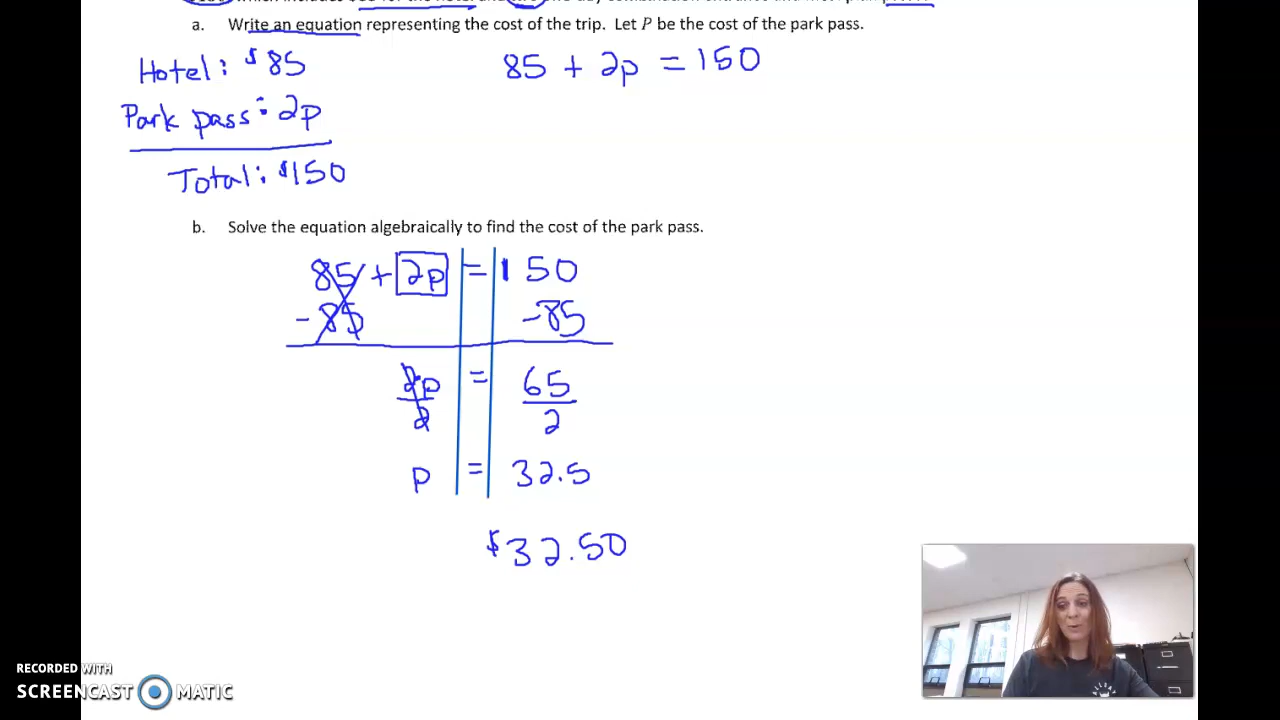 a. Write an equation representing the cost of the trip. Let P be the cost of the park pass.
Hotel: $85
85 + 2p = 150
Park pass: 2p
Total: $150
b. Solve the equation algebraically to find the cost of the park pass.
85 + 2p = 150
- 85 -85
2p = 65
2 2
p = 32.5
$32.50
RECORDED WITH
SCREENCAST MATIC